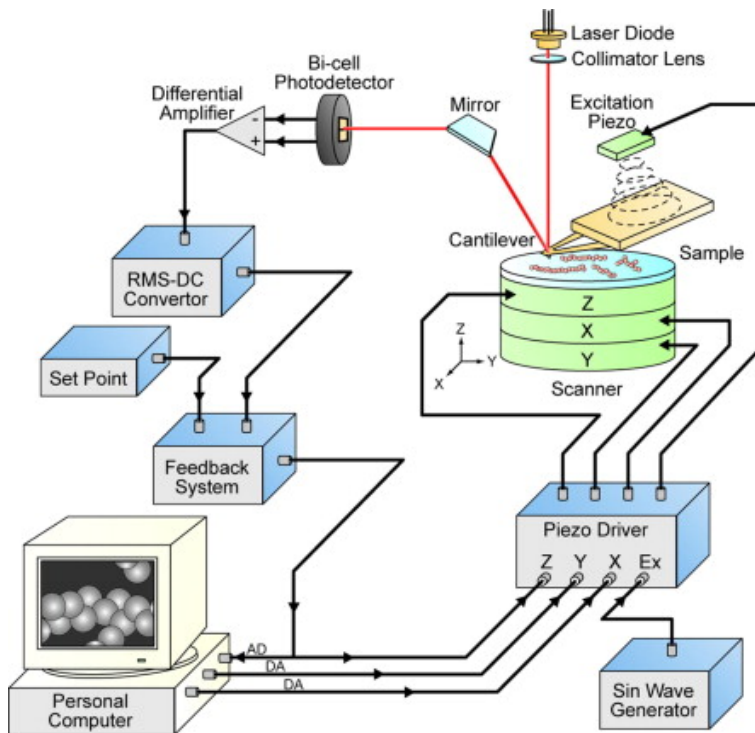 Laser Diode
Collimator Lens
Bi-cell
Photodetector
Differential
Amplifier
-
+
Mirror
Excitation
Piezo
Cantilever
Sample
RMS-DC
Convertor
Z
X
Y
Z
Y
X
Scanner
Set Point
Feedback
System
Piezo Driver
Z Y X Ex
AD
DA
DA
Personal
Computer
Sin Wave
Generator